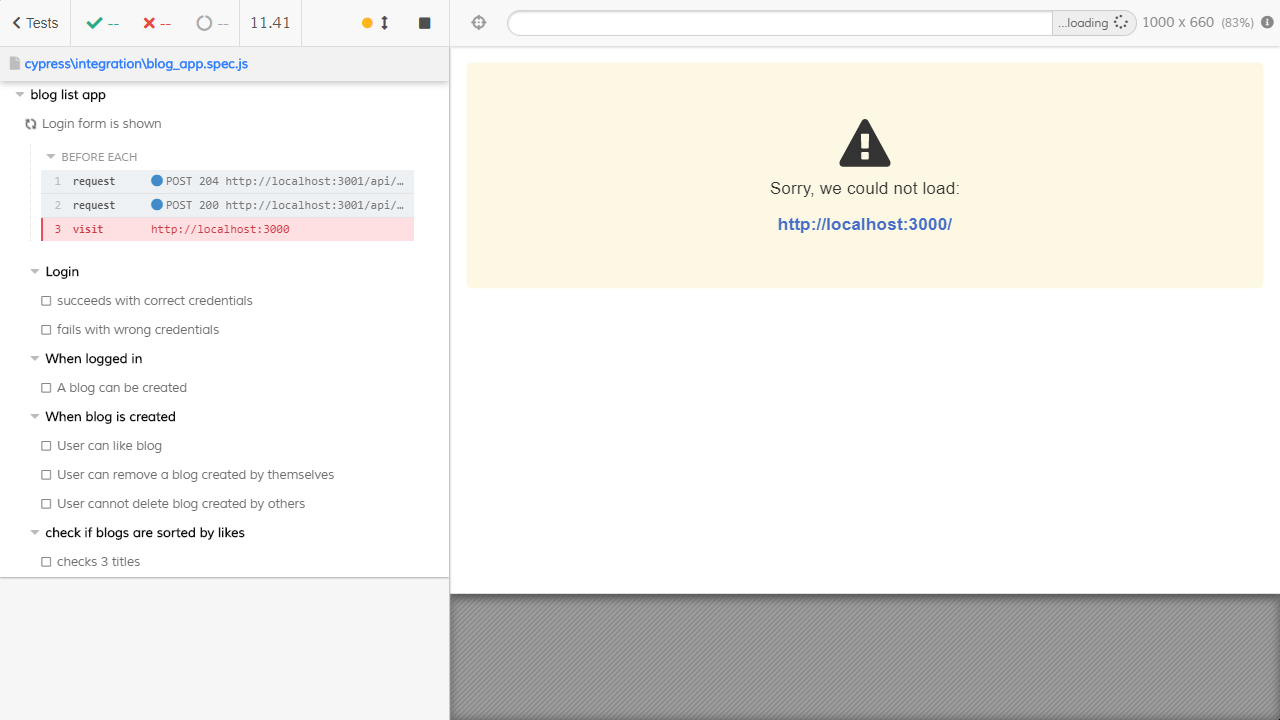 Tests -- -- -- 11.41
...loading 1000 x 660 (83%)
cypress\integration\blog_app.spec.js
blog list app
Login form is shown
BEFORE EACH
1 request POST 204 http://localhost:3001/api/…
2 request POST 200 http://localhost:3001/api/…
3 visit http://localhost:3000
Login
succeeds with correct credentials
fails with wrong credentials
When logged in
A blog can be created
When blog is created
User can like blog
User can remove a blog created by themselves
User cannot delete blog created by others
check if blogs are sorted by likes
checks 3 titles
Sorry, we could not load:
http://localhost:3000/